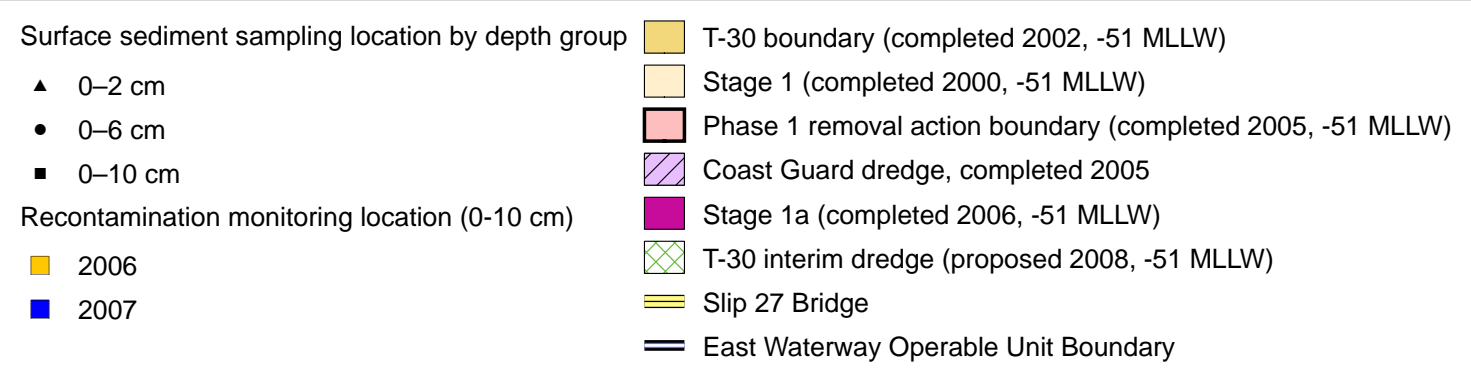 Surface sediment sampling location by depth group
0–2 cm
0–6 cm
0–10 cm
Recontamination monitoring location (0-10 cm)
2006
2007
T-30 boundary (completed 2002, -51 MLLW)
Stage 1 (completed 2000, -51 MLLW)
Phase 1 removal action boundary (completed 2005, -51 MLLW)
Coast Guard dredge, completed 2005
Stage 1a (completed 2006, -51 MLLW)
T-30 interim dredge (proposed 2008, -51 MLLW)
Slip 27 Bridge
East Waterway Operable Unit Boundary